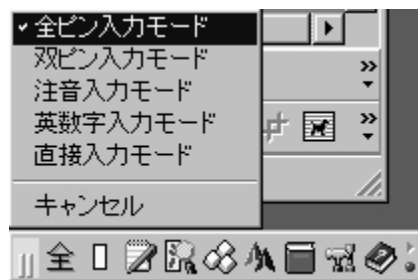 全ピン入力モード
双ピン入力モード
注音入力モード
英数字入力モード
直接入力モード
キャンセル
全